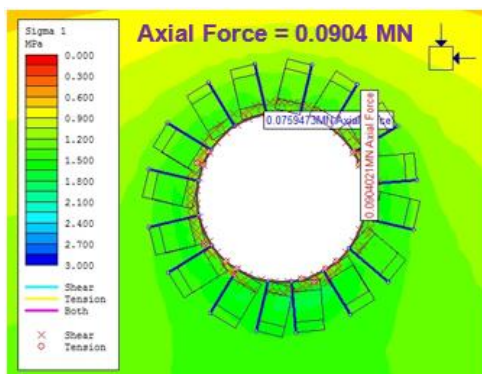 Sigma 1
MPa
0.000
0.300
0.600
0.900
1.200
1.500
1.800
2.100
2.400
2.700
3.000
Shear
Tension
Both
Shear
Tension
Axial Force = 0.0904 MN
0.0759473MN Axial Force
0.0904021MN Axial Force